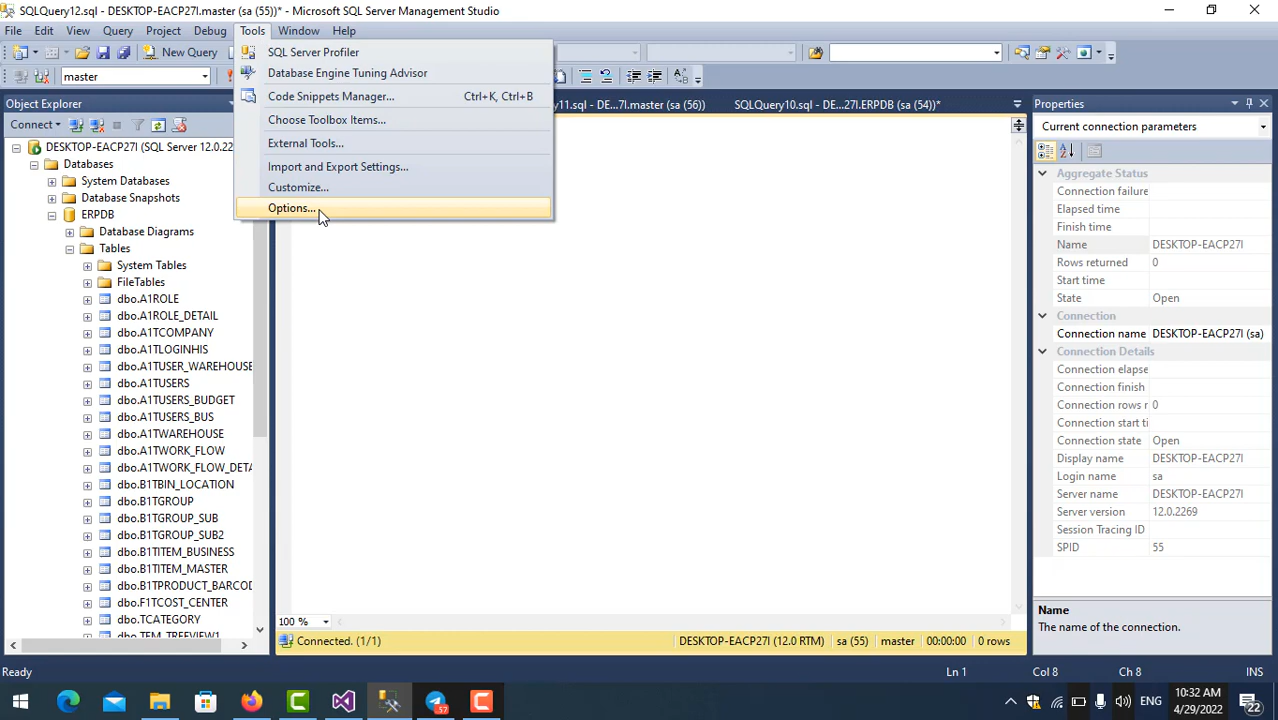 SQLQuery12.sql - DESKTOP-EACP27I.master (sa (55))* - Microsoft SQL Server Management Studio
File Edit View Query Project Debug Tools Window Help
New Query
master
SQL Server Profiler
Database Engine Tuning Advisor
Code Snippets Manager... Ctrl+K, Ctrl+B
Choose Toolbox Items...
External Tools...
Import and Export Settings...
Customize...
Options...
11.sql - DE...7I.master (sa (56)) SQLQuery10.sql - DE...27I.ERPDB (54))*
Object Explorer
Connect
DESKTOP-EACP27I (SQL Server 12.0.22
Databases
System Databases
Database Snapshots
ERPDB
Database Diagrams
Tables
System Tables
FileTables
dbo.A1ROLE
dbo.A1ROLE_DETAIL
dbo.A1TCOMPANY
dbo.A1TLOGINHIS
dbo.A1TUSER_WAREHOUSE
dbo.A1TUSERS
dbo.A1TUSERS_BUDGET
dbo.A1TUSERS_BUS
dbo.A1TWAREHOUSE
dbo.A1TWORK_FLOW
dbo.A1TWORK_FLOW_DETA
dbo.B1TBIN_LOCATION
dbo.B1TGROUP
dbo.B1TGROUP_SUB
dbo.B1TGROUP_SUB2
dbo.B1TITEM_BUSINESS
dbo.B1TITEM_MASTER
dbo.B1TPRODUCT_BARCOD
dbo.F1TCOST_CENTER
dbo.TCATEGORY
dbo.TEM_TREEVIEW1
100 %
Connected. (1/1) DESKTOP-EACP27I (12.0 RTM) sa (55) master 00:00:00 0 rows
Properties
Current connection parameters
Aggregate Status
Connection failure
Elapsed time
Finish time
Name DESKTOP-EACP27I
Rows returned 0
Start time
State Open
Connection
Connection name DESKTOP-EACP27I (sa)
Connection Details
Connection elapse
Connection finish
Connection rows r 0
Connection start ti
Connection state Open
Display name DESKTOP-EACP27I
Login name sa
Server name DESKTOP-EACP27I
Server version 12.0.2269
Session Tracing ID
SPID 55
Name
The name of the connection.
Ready Ln 1 Col 8 Ch 8 INS
57
ENG
10:32 AM
4/29/2022
22